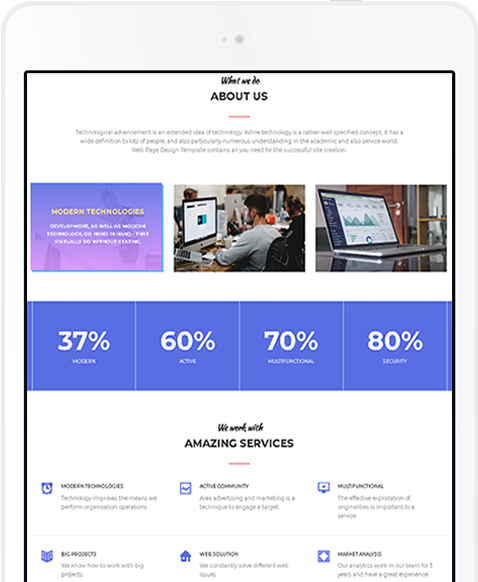 What we do
ABOUT US
Technological advancement is an extended idea of technology. While technology is a rather well specified concept, it has a
wide definition to lots of people, and also particularly numerous understanding in the academic and also service world.
Web Page Design Template contains all you need for the successful site creation.
MODERN TECHNOLOGIES
DEVELOPMENT, AS WELL AS MODERN
TECHNOLOGY, GO HAND IN HAND - THAT
VIRTUALLY DO WITHOUT STATING.
37% 60% 70% 80%
MODERN ACTIVE MULTIFUNCTIONAL SECURITY
We work with
AMAZING SERVICES
MODERN TECHNOLOGIES
Technology improves the means we
perform organisation operations.
ACTIVE COMMUNITY
Area advertising and marketing is a
technique to engage a target.
MULTIFUNCTIONAL
The effective exploitation of
originalities is important to a
service.
BIG PROJECTS
We know how to work with big
projects.
WEB SOLUTION
We constantly solve different web
issues.
MARKET ANALYSIS
Our analytics work in our team for 5
years and have a great experience.